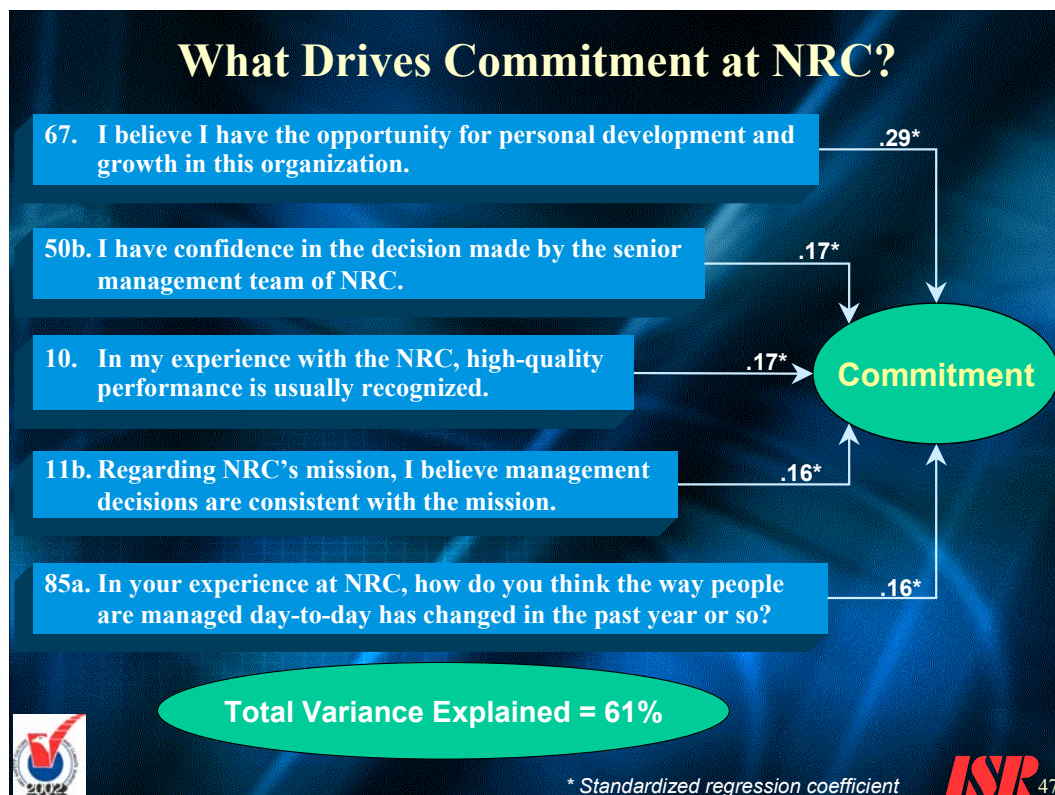 What Drives Commitment at NRC?
67. I believe I have the opportunity for personal development and
growth in this organization.
.29*
50b. I have confidence in the decision made by the senior
management team of NRC.
.17*
10. In my experience with the NRC, high-quality
performance is usually recognized.
.17*
Commitment
11b. Regarding NRC’s mission, I believe management
decisions are consistent with the mission.
.16*
85a. In your experience at NRC, how do you think the way people
are managed day-to-day has changed in the past year or so?
.16*
Total Variance Explained = 61%
2002
* Standardized regression coefficient
ISR
47